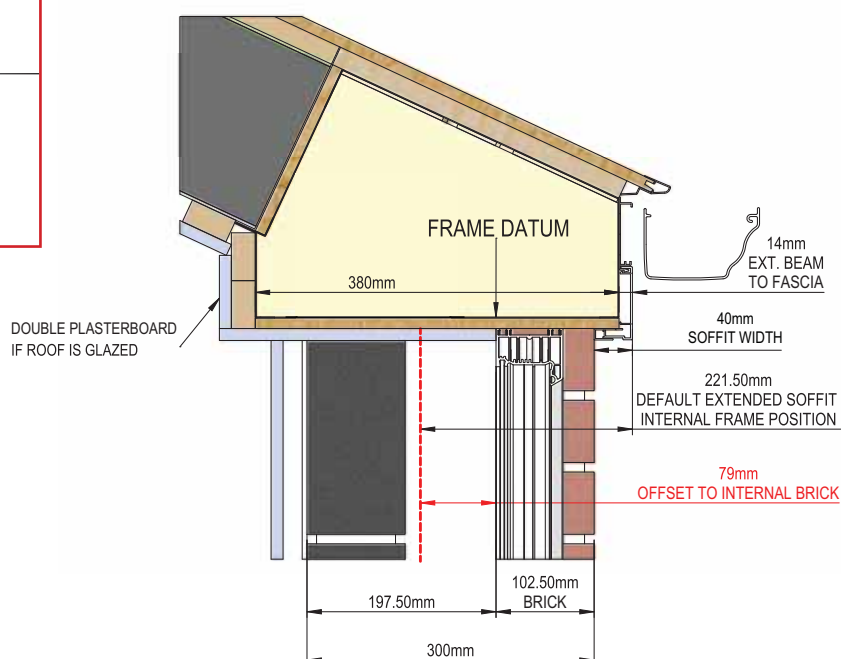 FRAME DATUM
14mm
EXT. BEAM
TO FASCIA
380mm
DOUBLE PLASTERBOARD
IF ROOF IS GLAZED
40mm
SOFFIT WIDTH
221.50mm
DEFAULT EXTENDED SOFFIT
INTERNAL FRAME POSITION
79mm
OFFSET TO INTERNAL BRICK
102.50mm
BRICK
197.50mm
300mm